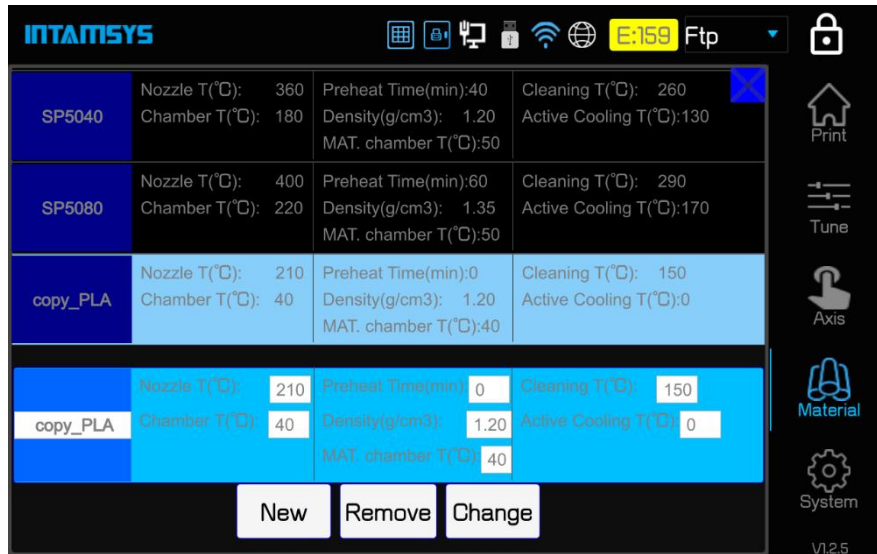 INTAMSYS E:159 Ftp
SP5040
Nozzle T(℃): 360
Chamber T(℃): 180
Preheat Time(min):40
Density(g/cm3): 1.20
MAT. chamber T(℃):50
Cleaning T(℃): 260
Active Cooling T(℃):130
SP5080
Nozzle T(℃): 400
Chamber T(℃): 220
Preheat Time(min):60
Density(g/cm3): 1.35
MAT. chamber T(℃):50
Cleaning T(℃): 290
Active Cooling T(℃):170
copy_PLA
Nozzle T(℃): 210
Chamber T(℃): 40
Preheat Time(min):0
Density(g/cm3): 1.20
MAT. chamber T(℃):40
Cleaning T(℃): 150
Active Cooling T(℃):0
copy_PLA
Nozzle T(℃): 210
Chamber T(℃): 40
Preheat Time(min) 0
Density(g/cm3): 1.20
MAT. chamber T(℃) 40
Cleaning T(℃): 150
Active Cooling T(℃) 0
New Remove Change
Print
Tune
Axis
Material
System
V1.2.5